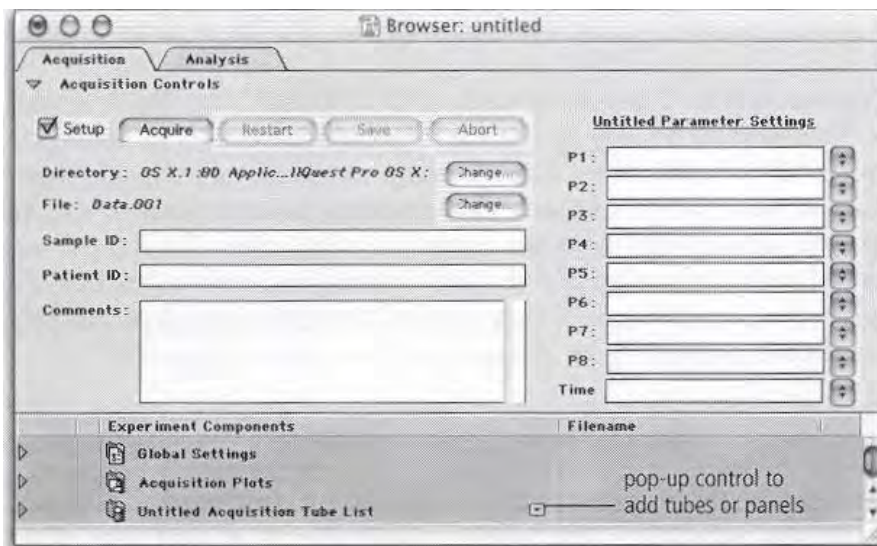 Browser: untitled
Acquisition
Analysis
Acquisition Controls
Setup
Acquire
Restart
Save
Abort
Directory: OS X.1 :BD Applic...llQuest Pro OS X:
Change...
File: Data.001
Change...
Sample ID:
Patient ID:
Comments:
Untitled Parameter Settings
P1:
P2:
P3:
P4:
P5:
P6:
P7:
P8:
Time
Experiment Components
Filename
Global Settings
Acquisition Plots
Untitled Acquisition Tube List
pop-up control to
add tubes or panels